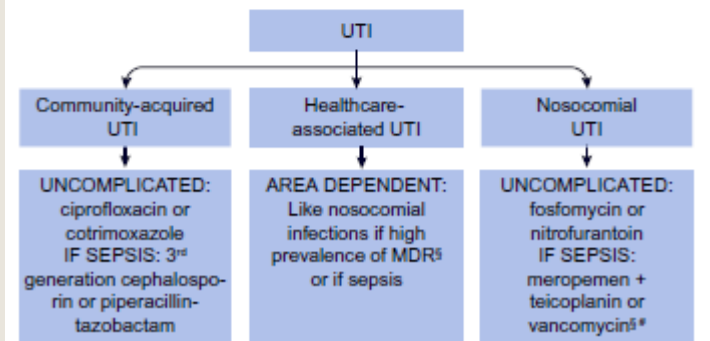 UTI
Community-acquired
UTI
Healthcare-
associated UTI
Nosocomial
UTI
UNCOMPLICATED:
ciprofloxacin or
cotrimoxazole
IF SEPSIS: 3rd
generation cephalospo-
rin or piperacillin-
tazobactam
AREA DEPENDENT:
Like nosocomial
infections if high
prevalence of MDR§
or if sepsis
UNCOMPLICATED:
fosfomycin or
nitrofurantoin
IF SEPSIS:
meropemen +
teicoplanin or
vancomycin§#